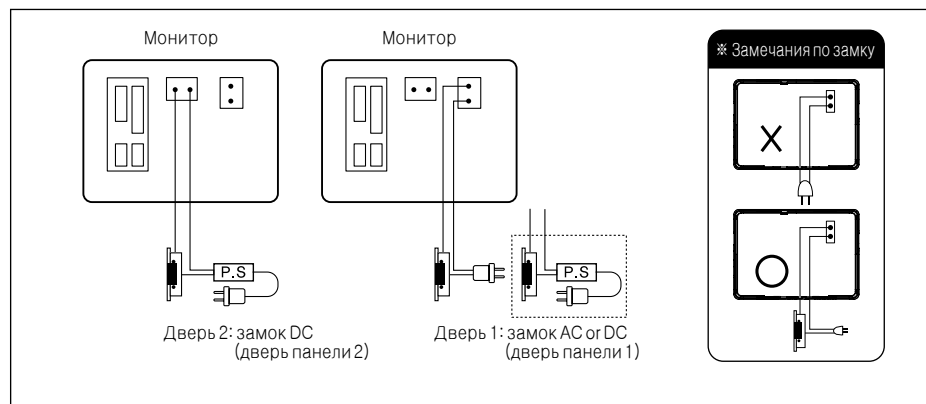 Монитор
Монитор
※ Замечания по замку
X
P.S
P.S
Дверь 2: замок DC
(дверь панели 2)
Дверь 1: замок AC or DC
(дверь панели 1)